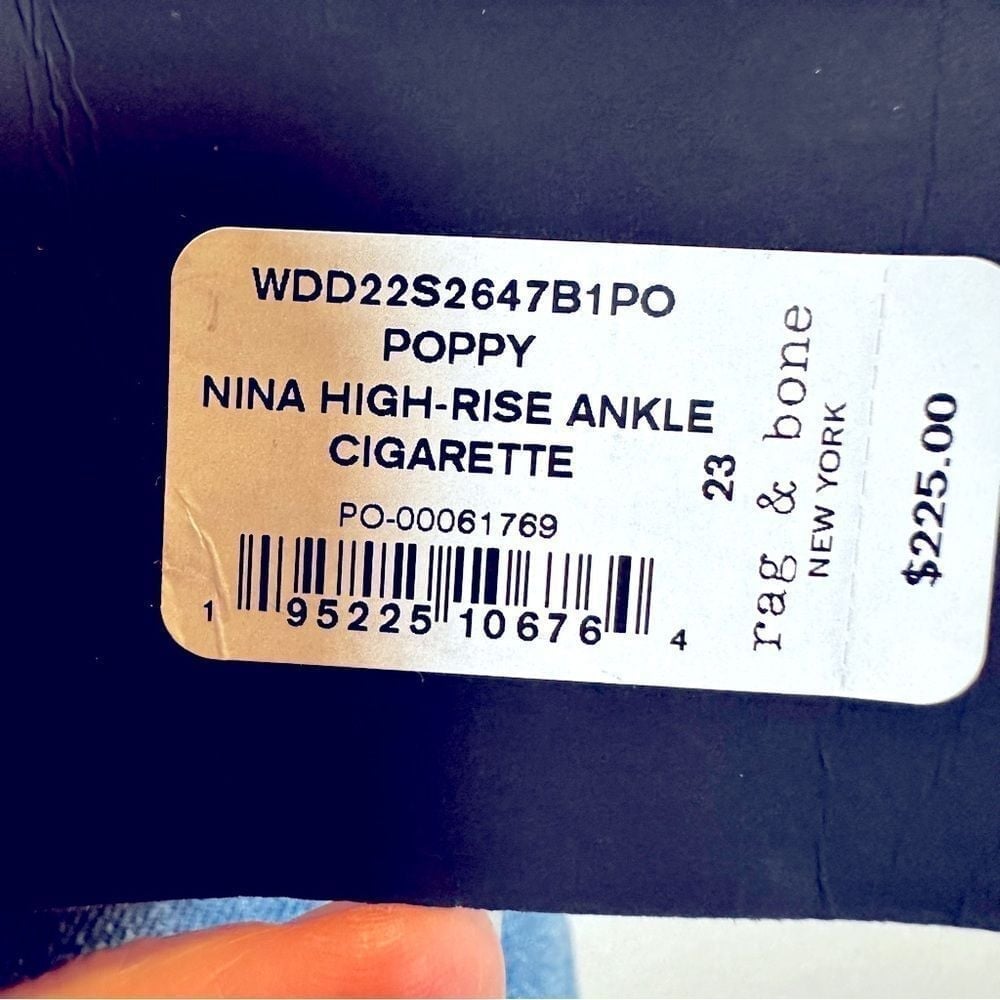 WDD22S2647B1PO
POPPY
NINA HIGH-RISE ANKLE
CIGARETTE
PO-00061769
1 95225 10676 4
23
rag & bone
NEW YORK
$225.00